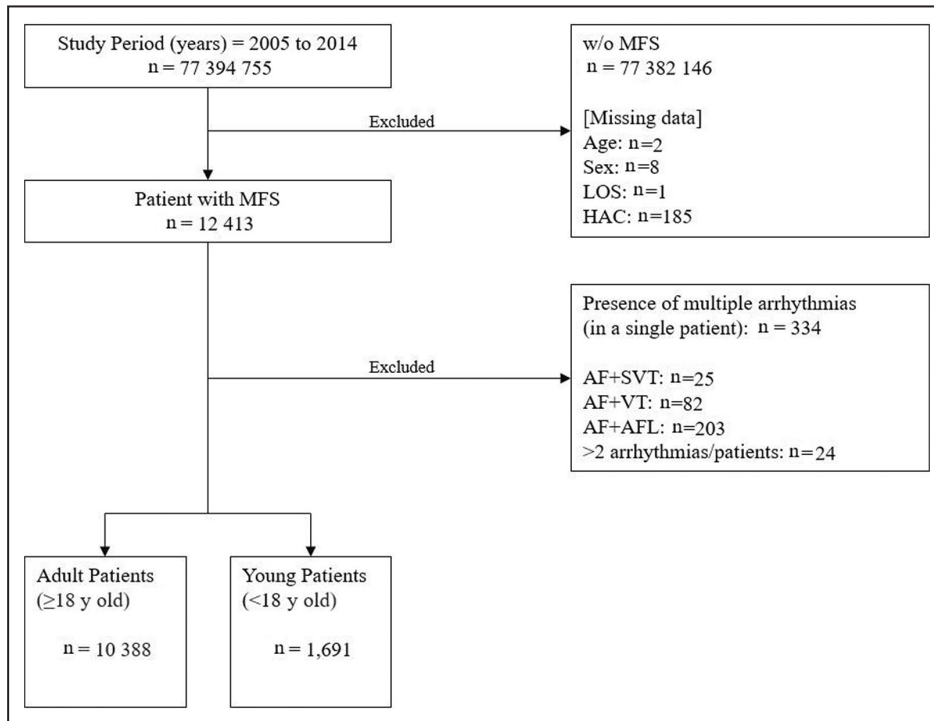 Study Period (years) = 2005 to 2014
n = 77 394 755
w/o MFS
n = 77 382 146
[Missing data]
Age: n=2
Sex: n=8
LOS: n=1
HAC: n=185
Excluded
Patient with MFS
n = 12 413
Presence of multiple arrhythmias
(in a single patient): n = 334
AF+SVT: n=25
AF+VT: n=82
AF+AFL: n=203
>2 arrhythmias/patients: n=24
Excluded
Adult Patients
(≥18 y old)
n = 10 388
Young Patients
(<18 y old)
n = 1,691